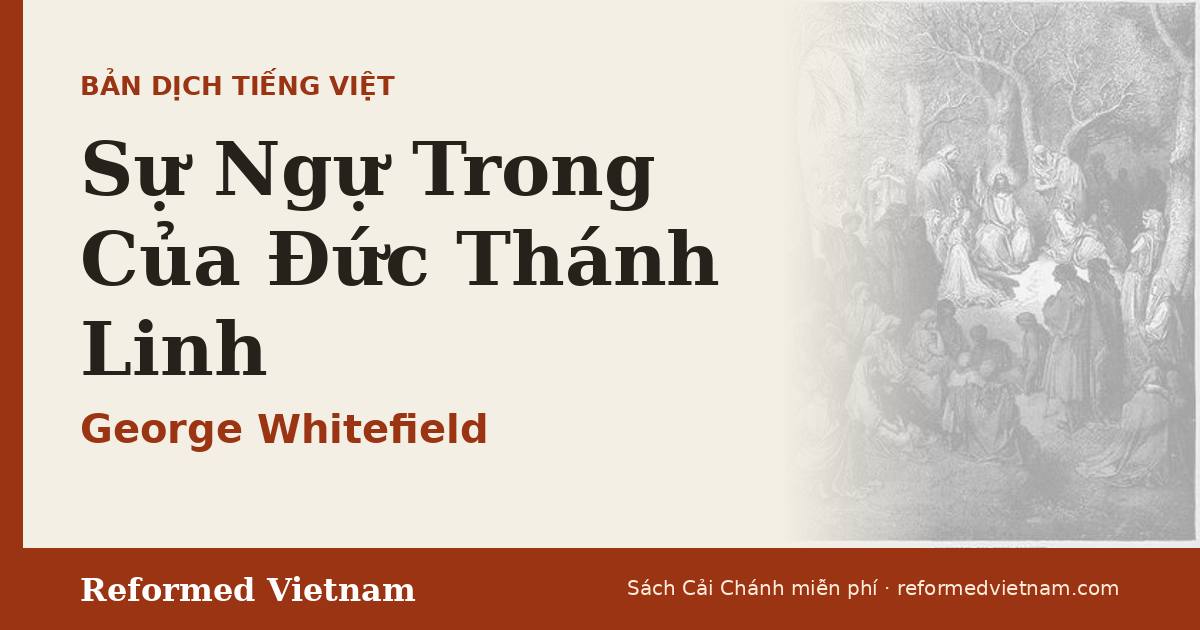 BẢN DỊCH TIẾNG VIỆT
Sự Ngự Trong
Của Đức Thánh
Linh
George Whitefield
Reformed Vietnam
Sách Cải Chánh miễn phí · reformedvietnam.com